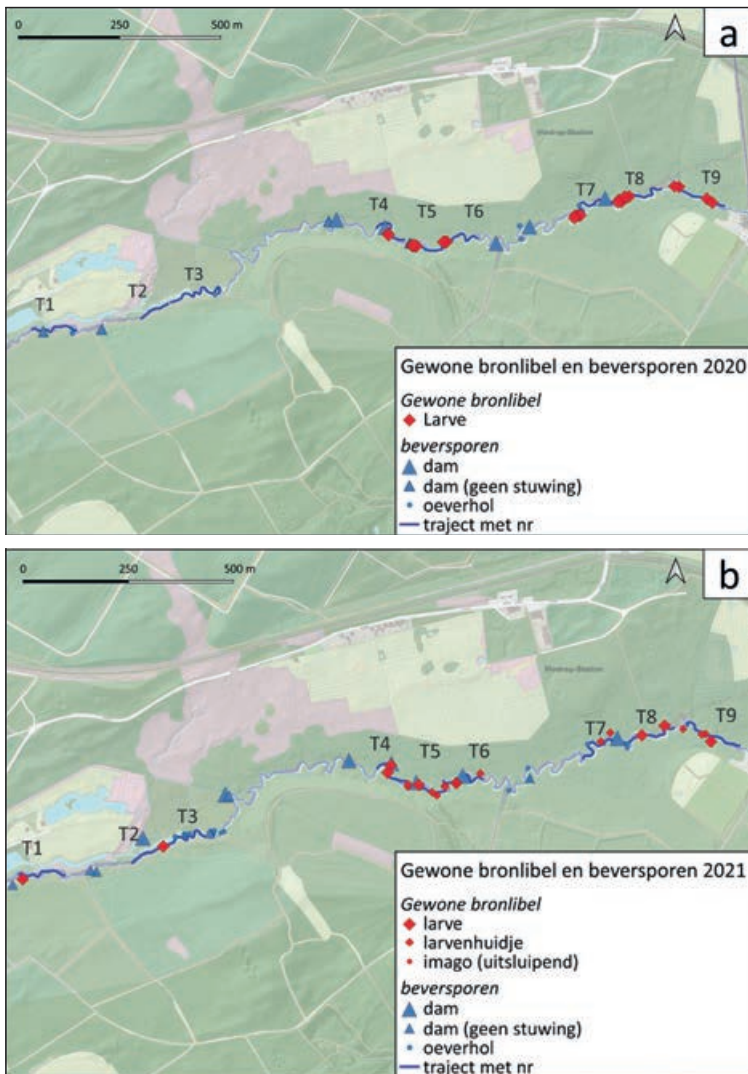 0 250 500 m
a
T4 T5 T6 T7 T8 T9
T1 T2 T3
Gewone bronlibel en beversporen 2020
Gewone bronlibel
Larve
beversporen
dam
dam (geen stuwing)
oeverhol
traject met nr
0 250 500 m
b
T4 T5 T6 T7 T8 T9
T1 T2 T3
Gewone bronlibel en beversporen 2021
Gewone bronlibel
larve
larvenhuidje
imago (uitsluipend)
beversporen
dam
dam (geen stuwing)
oeverhol
traject met nr